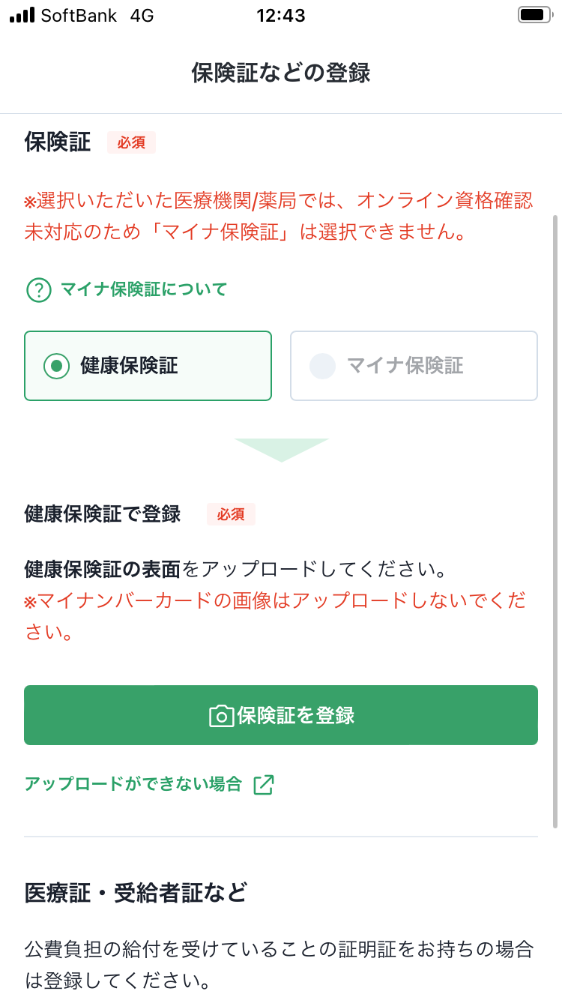 SoftBank 4G 12:43
保険証などの登録
保険証 必須
※選択いただいた医療機関/薬局では、オンライン資格確認
未対応のため「マイナ保険証」は選択できません。
? マイナ保険証について
健康保険証 マイナ保険証
健康保険証で登録 必須
健康保険証の表面をアップロードしてください。
※マイナンバーカードの画像はアップロードしないでくだ
さい。
保険証を登録
アップロードができない場合
医療証・受給者証など
公費負担の給付を受けていることの証明証をお持ちの場合
は登録してください。